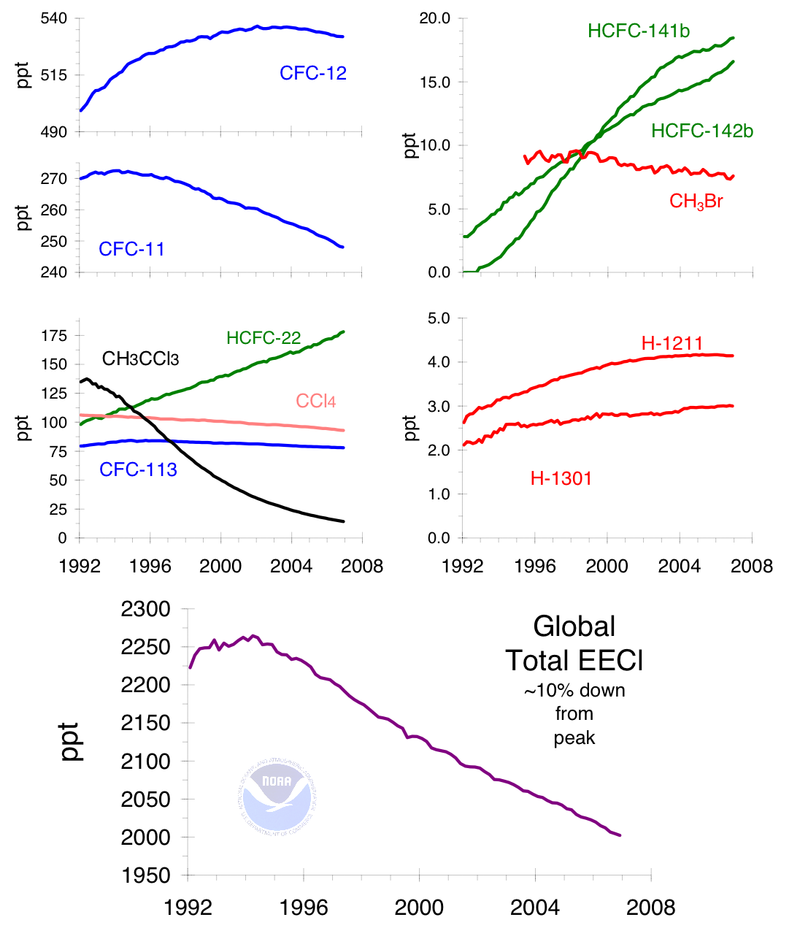 540
515
490
ppt
CFC-12
270
260
250
240
ppt
CFC-11
20.0
15.0
10.0
5.0
0.0
ppt
HCFC-141b
HCFC-142b
CH3Br
175
150
125
100
75
50
25
0
ppt
CH3CCl3
HCFC-22
CCl4
CFC-113
1992 1996 2000 2004 2008
5.0
4.0
3.0
2.0
1.0
0.0
ppt
H-1211
H-1301
1992 1996 2000 2004 2008
2300
2250
2200
2150
2100
2050
2000
1950
ppt
Global
Total EECl
~10% down
from
peak
NOAA
1992 1996 2000 2004 2008